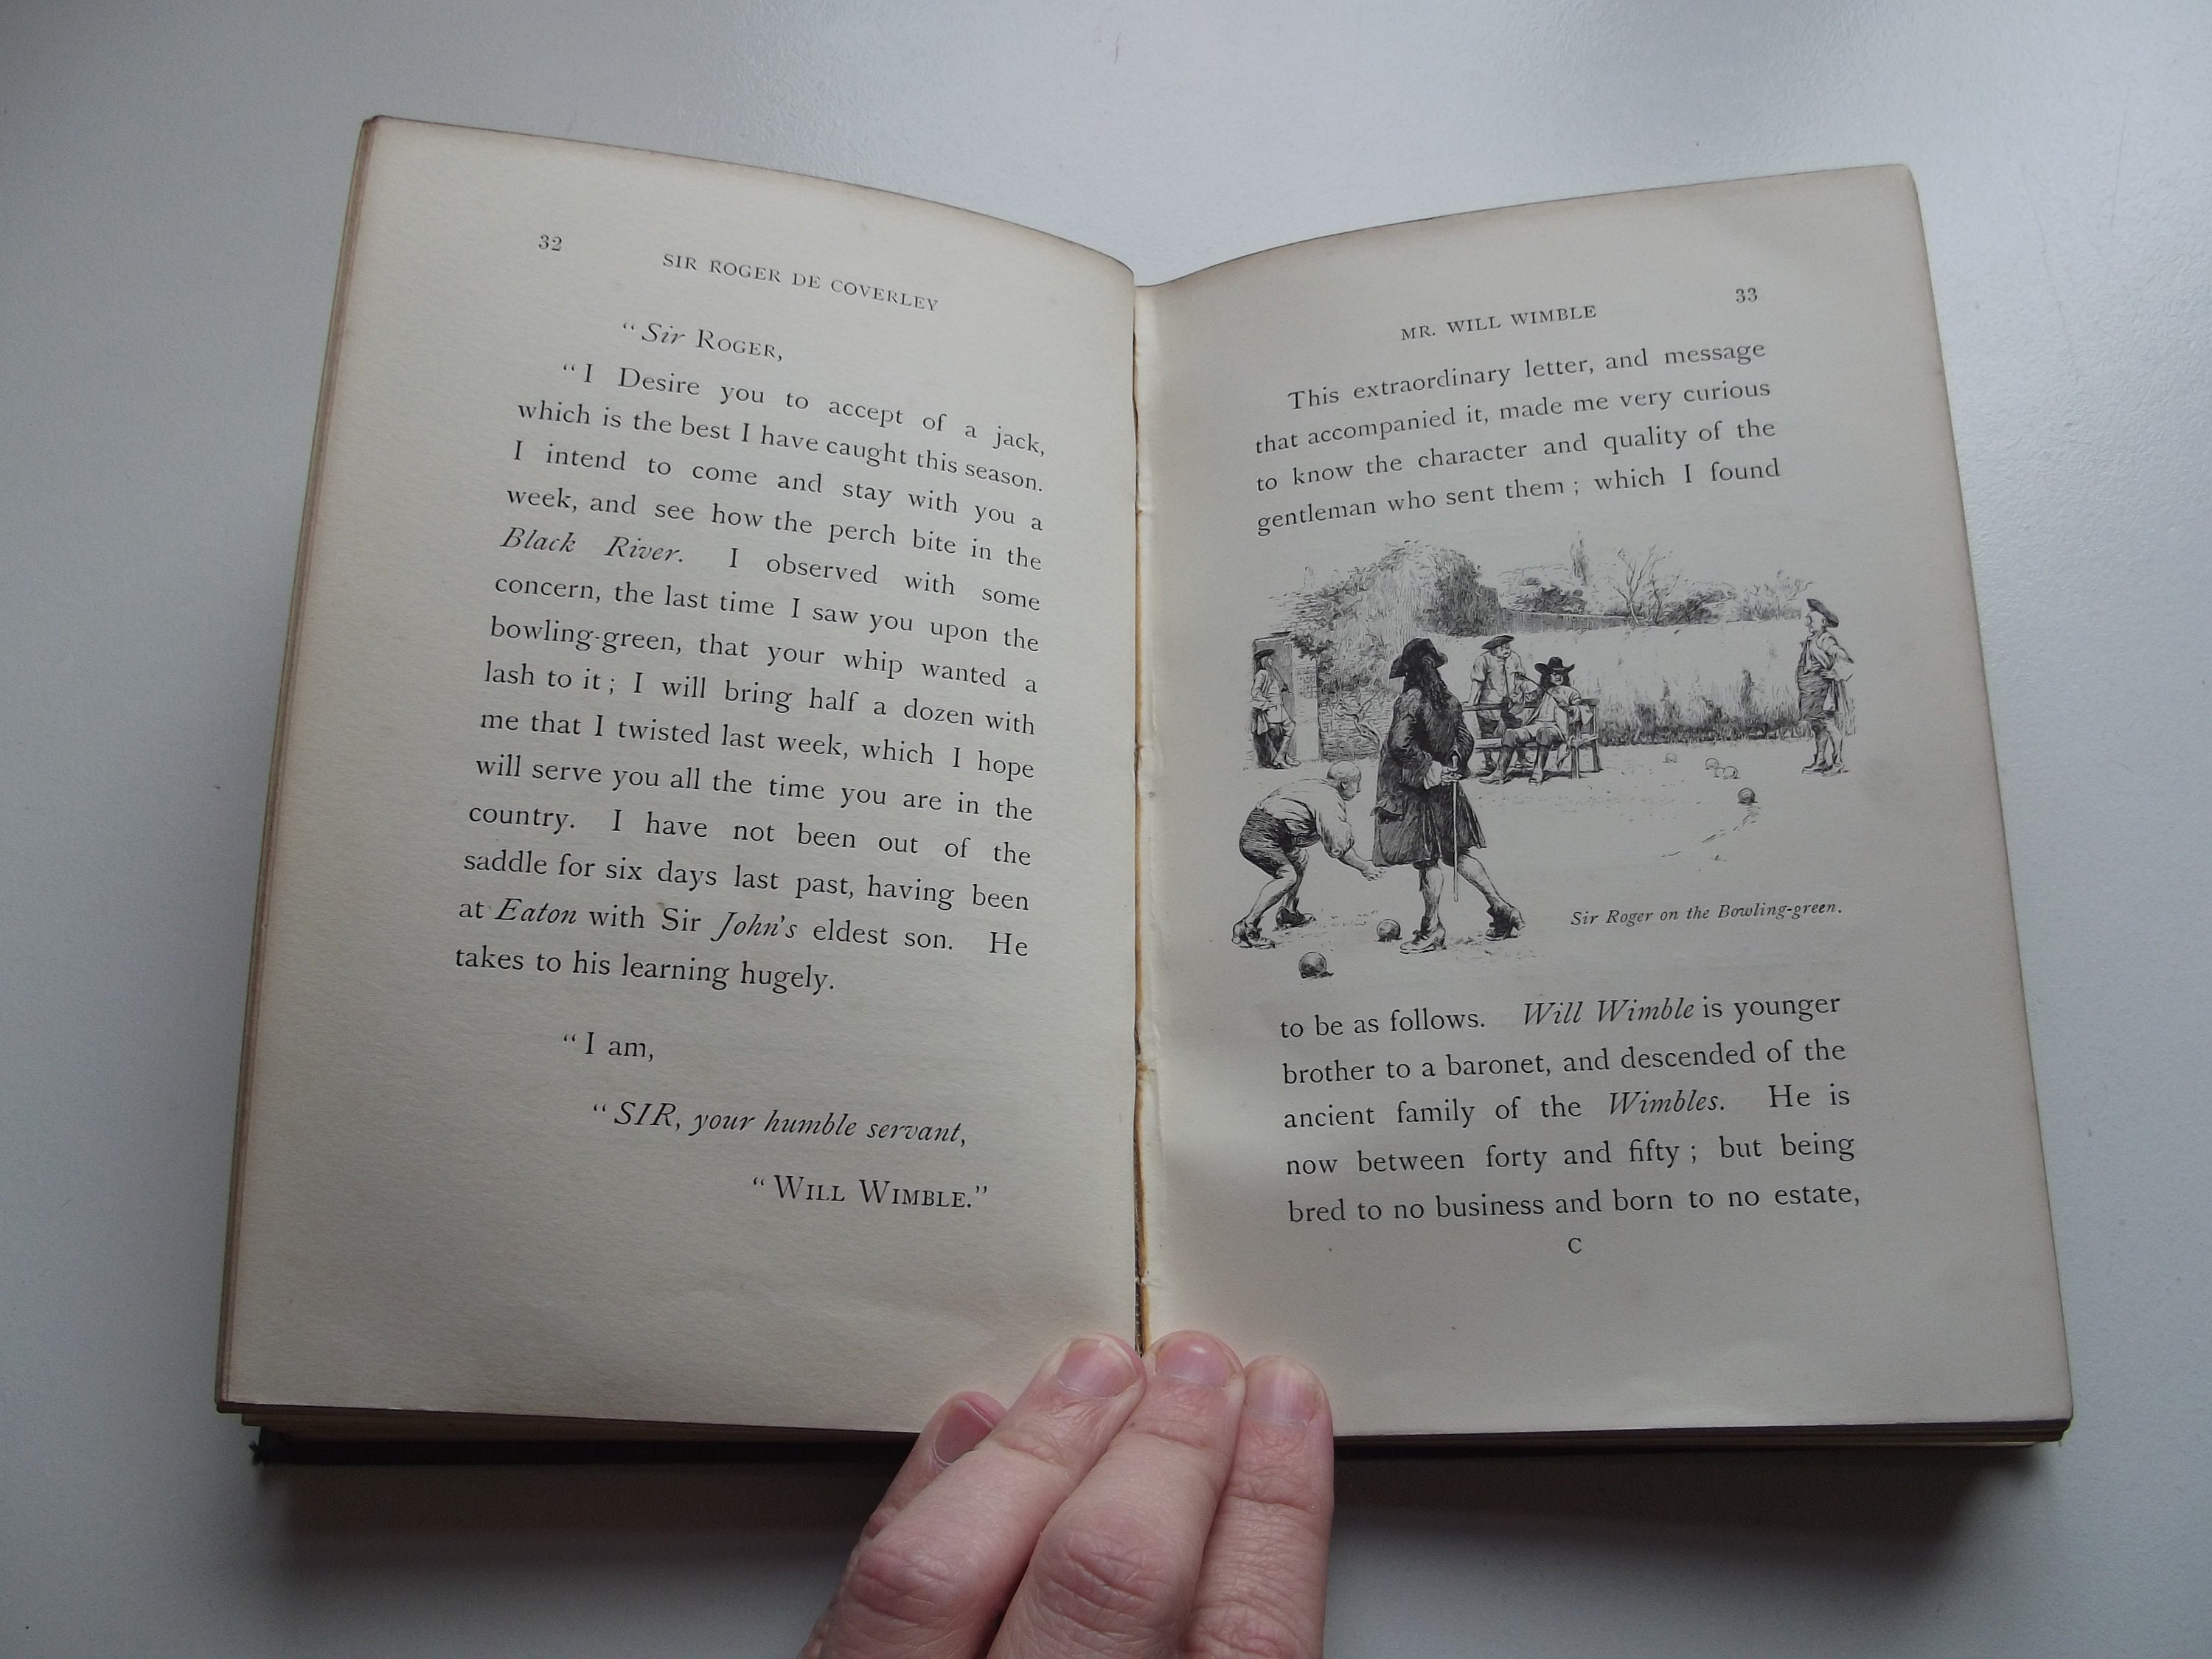 32
SIR ROGER DE COVERLEY
“Sir ROGER,
“I Desire you to accept of a jack,
which is the best I have caught this season.
I intend to come and stay with you a
week, and see how the perch bite in the
Black River. I observed with some
concern, the last time I saw you upon the
bowling-green, that your whip wanted a
lash to it; I will bring half a dozen with
me that I twisted last week, which I hope
will serve you all the time you are in the
country. I have not been out of the
saddle for six days last past, having been
at Eaton with Sir John's eldest son. He
takes to his learning hugely.
“I am,
“SIR, your humble servant,
“WILL WIMBLE.”
MR. WILL WIMBLE
33
This extraordinary letter, and message
that accompanied it, made me very curious
to know the character and quality of the
gentleman who sent them; which I found
Sir Roger on the Bowling-green.
to be as follows. Will Wimble is younger
brother to a baronet, and descended of the
ancient family of the Wimbles. He is
now between forty and fifty; but being
bred to no business and born to no estate,
C